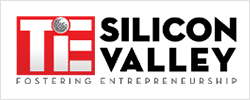 TiE SILICON
VALLEY
FOSTERING ENTREPRENEURSHIP